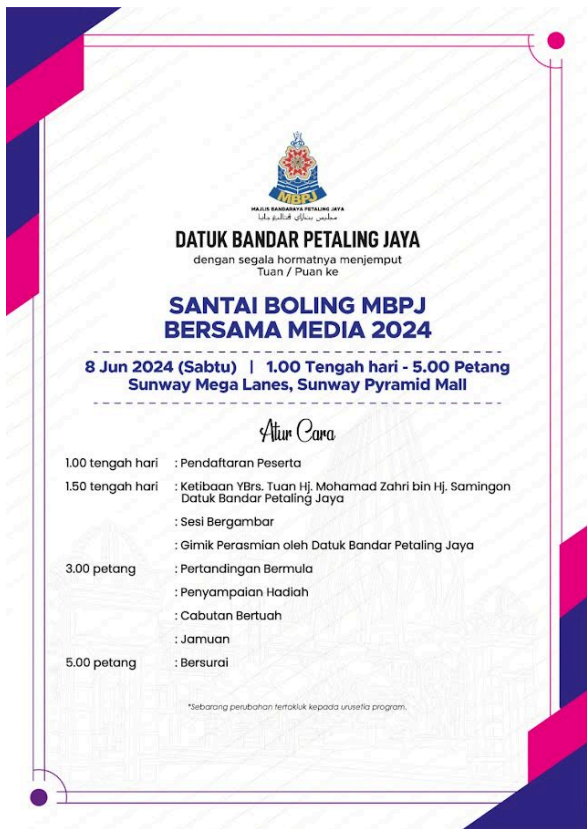 MBPJ
MAJLIS BANDARAYA PETALING JAYA
مجليس بندراي ڤتاليڠ جايا
DATUK BANDAR PETALING JAYA
dengan segala hormatnya menjemput
Tuan / Puan ke
SANTAI BOLING MBPJ
BERSAMA MEDIA 2024
8 Jun 2024 (Sabtu) | 1.00 Tengah hari - 5.00 Petang
Sunway Mega Lanes, Sunway Pyramid Mall
Atur Cara
1.00 tengah hari : Pendaftaran Peserta
1.50 tengah hari : Ketibaan YBrs. Tuan Hj. Mohamad Zahri bin Hj. Samingon
Datuk Bandar Petaling Jaya
: Sesi Bergambar
: Gimik Perasmian oleh Datuk Bandar Petaling Jaya
3.00 petang : Pertandingan Bermula
: Penyampaian Hadiah
: Cabutan Bertuah
: Jamuan
5.00 petang : Bersurai
*Sebarang perubahan tertakluk kepada urusetia program.